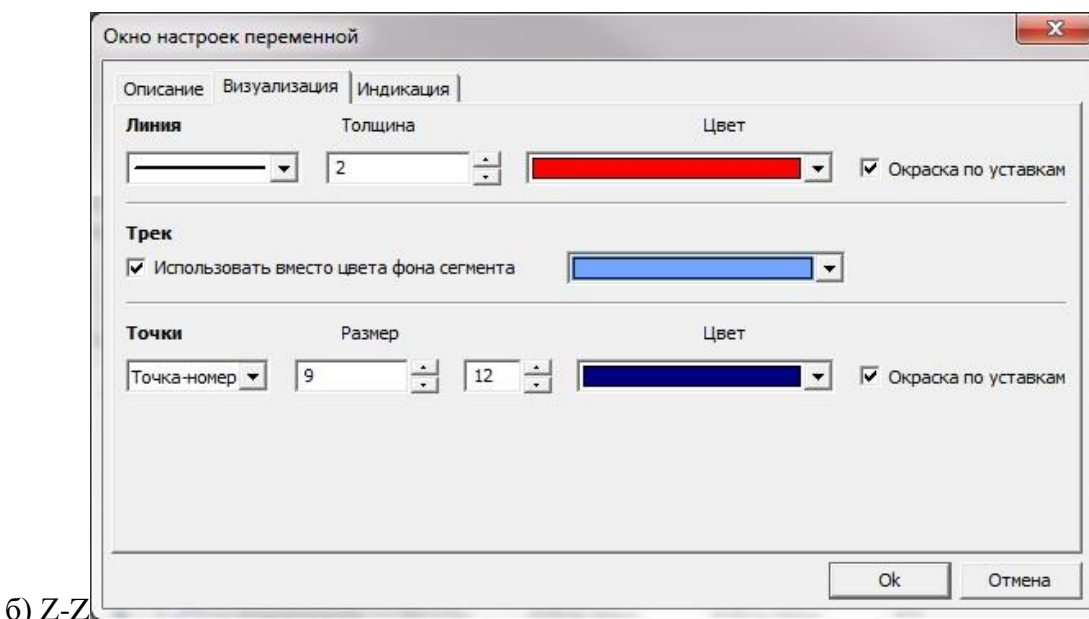 Окно настроек переменной
Описание Визуализация Индикация
Линия Толщина Цвет
2 Окраска по уставкам
Трек
Использовать вместо цвета фона сегмента
Точки Размер Цвет
Точка-номер 9 12 Окраска по уставкам
Ok Отмена
б) Z-Z